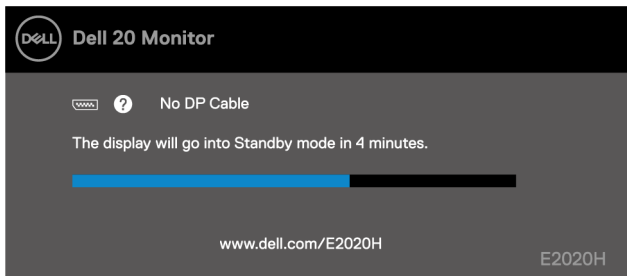 DELL Dell 20 Monitor
? No DP Cable
The display will go into Standby mode in 4 minutes.
www.dell.com/E2020H
E2020H